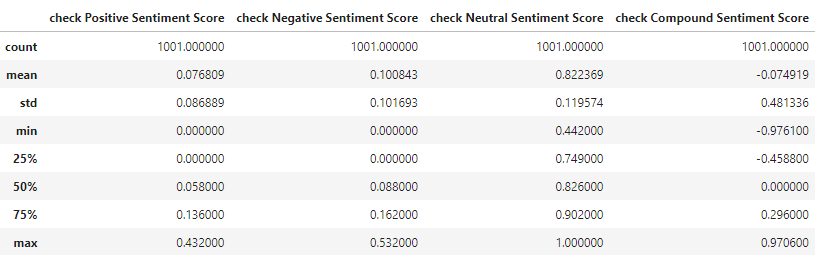 check Positive Sentiment Score check Negative Sentiment Score check Neutral Sentiment Score check Compound Sentiment Score
count 1001.000000 1001.000000 1001.000000 1001.000000
mean 0.076809 0.100843 0.822369 -0.074919
std 0.086889 0.101693 0.119574 0.481336
min 0.000000 0.000000 0.442000 -0.976100
25% 0.000000 0.000000 0.749000 -0.458800
50% 0.058000 0.088000 0.826000 0.000000
75% 0.136000 0.162000 0.902000 0.296000
max 0.432000 0.532000 1.000000 0.970600